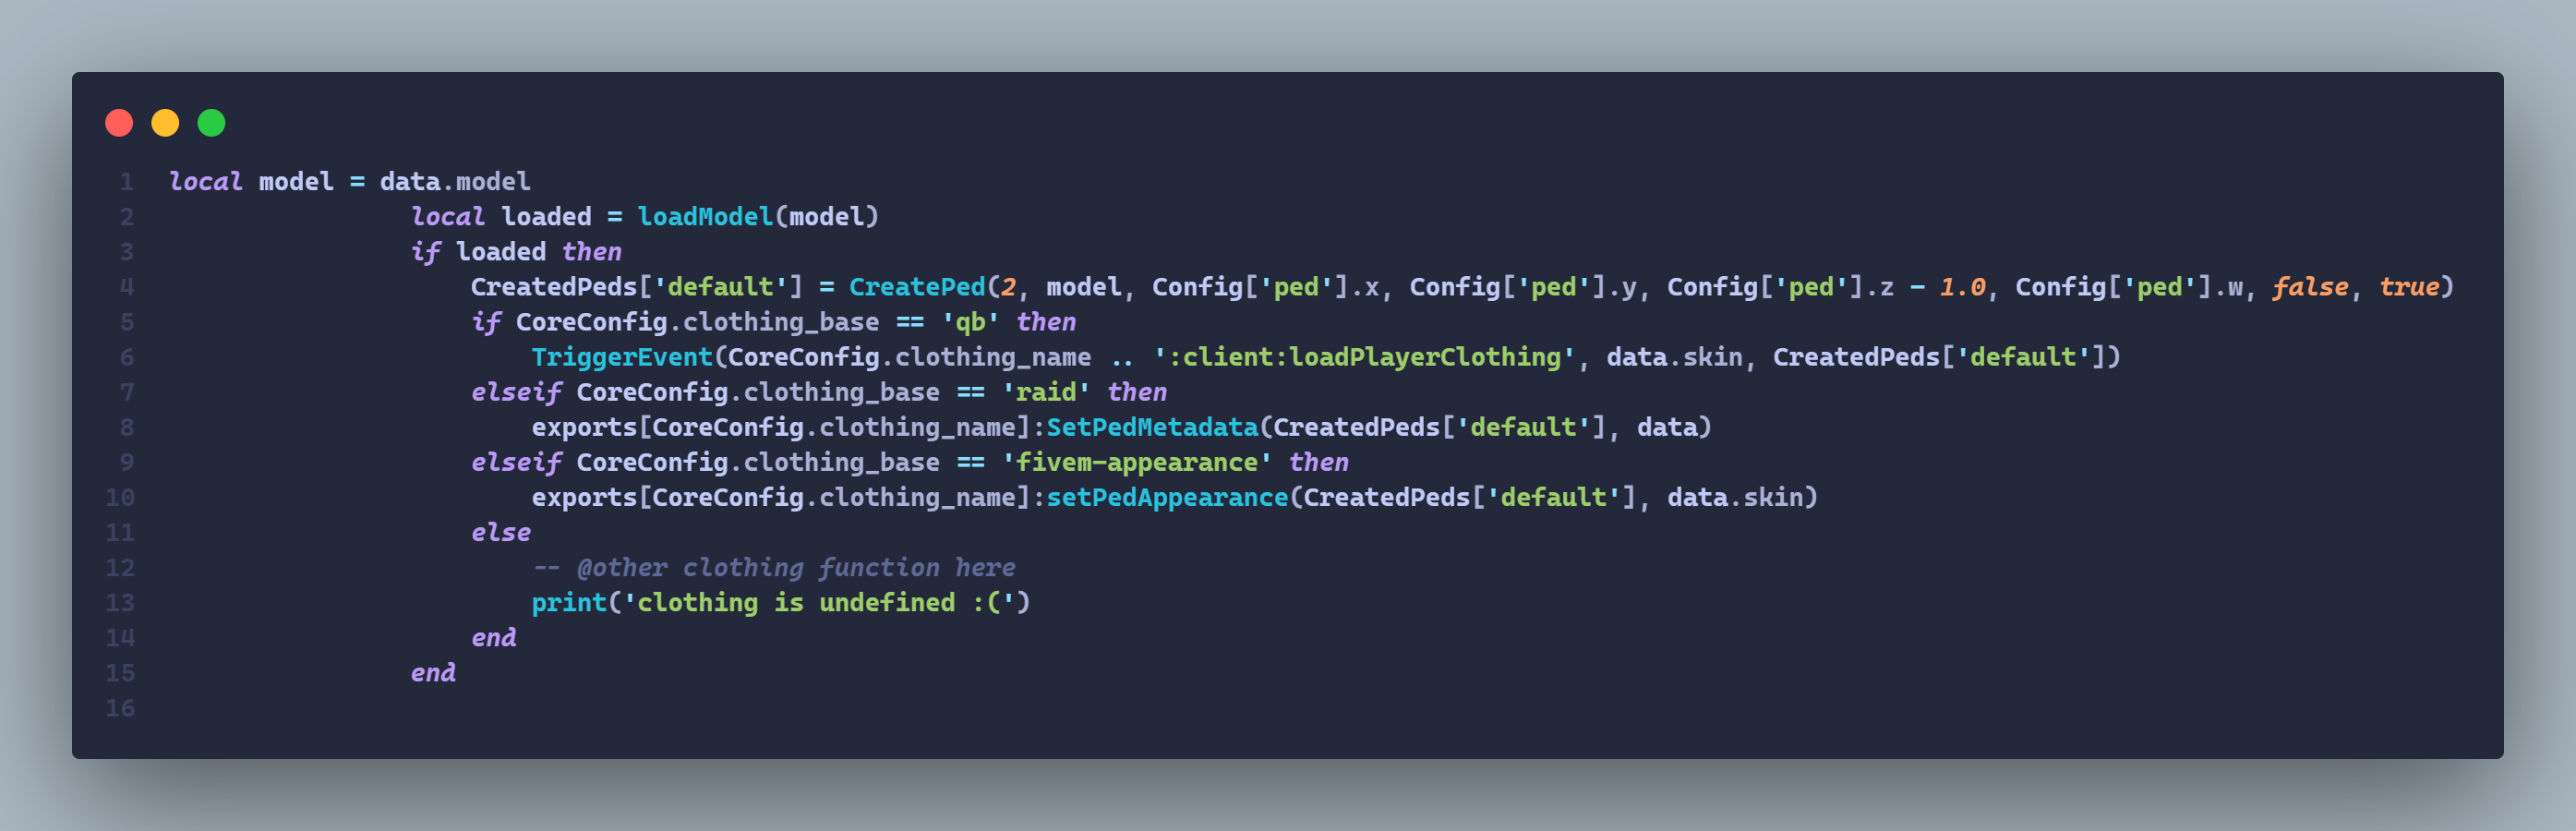 1 local model = data.model
2                 local loaded = loadModel(model)
3                 if loaded then
4                     CreatedPeds['default'] = CreatePed(2, model, Config['ped'].x, Config['ped'].y, Config['ped'].z - 1.0, Config['ped'].w, false, true)
5                     if CoreConfig.clothing_base == 'qb' then
6                         TriggerEvent(CoreConfig.clothing_name .. ':client:loadPlayerClothing', data.skin, CreatedPeds['default'])
7                     elseif CoreConfig.clothing_base == 'raid' then
8                         exports[CoreConfig.clothing_name]:SetPedMetadata(CreatedPeds['default'], data)
9                     elseif CoreConfig.clothing_base == 'fivem-appearance' then
10                         exports[CoreConfig.clothing_name]:setPedAppearance(CreatedPeds['default'], data.skin)
11                     else
12                         -- @other clothing function here
13                         print('clothing is undefined :(')
14                     end
15                 end
16